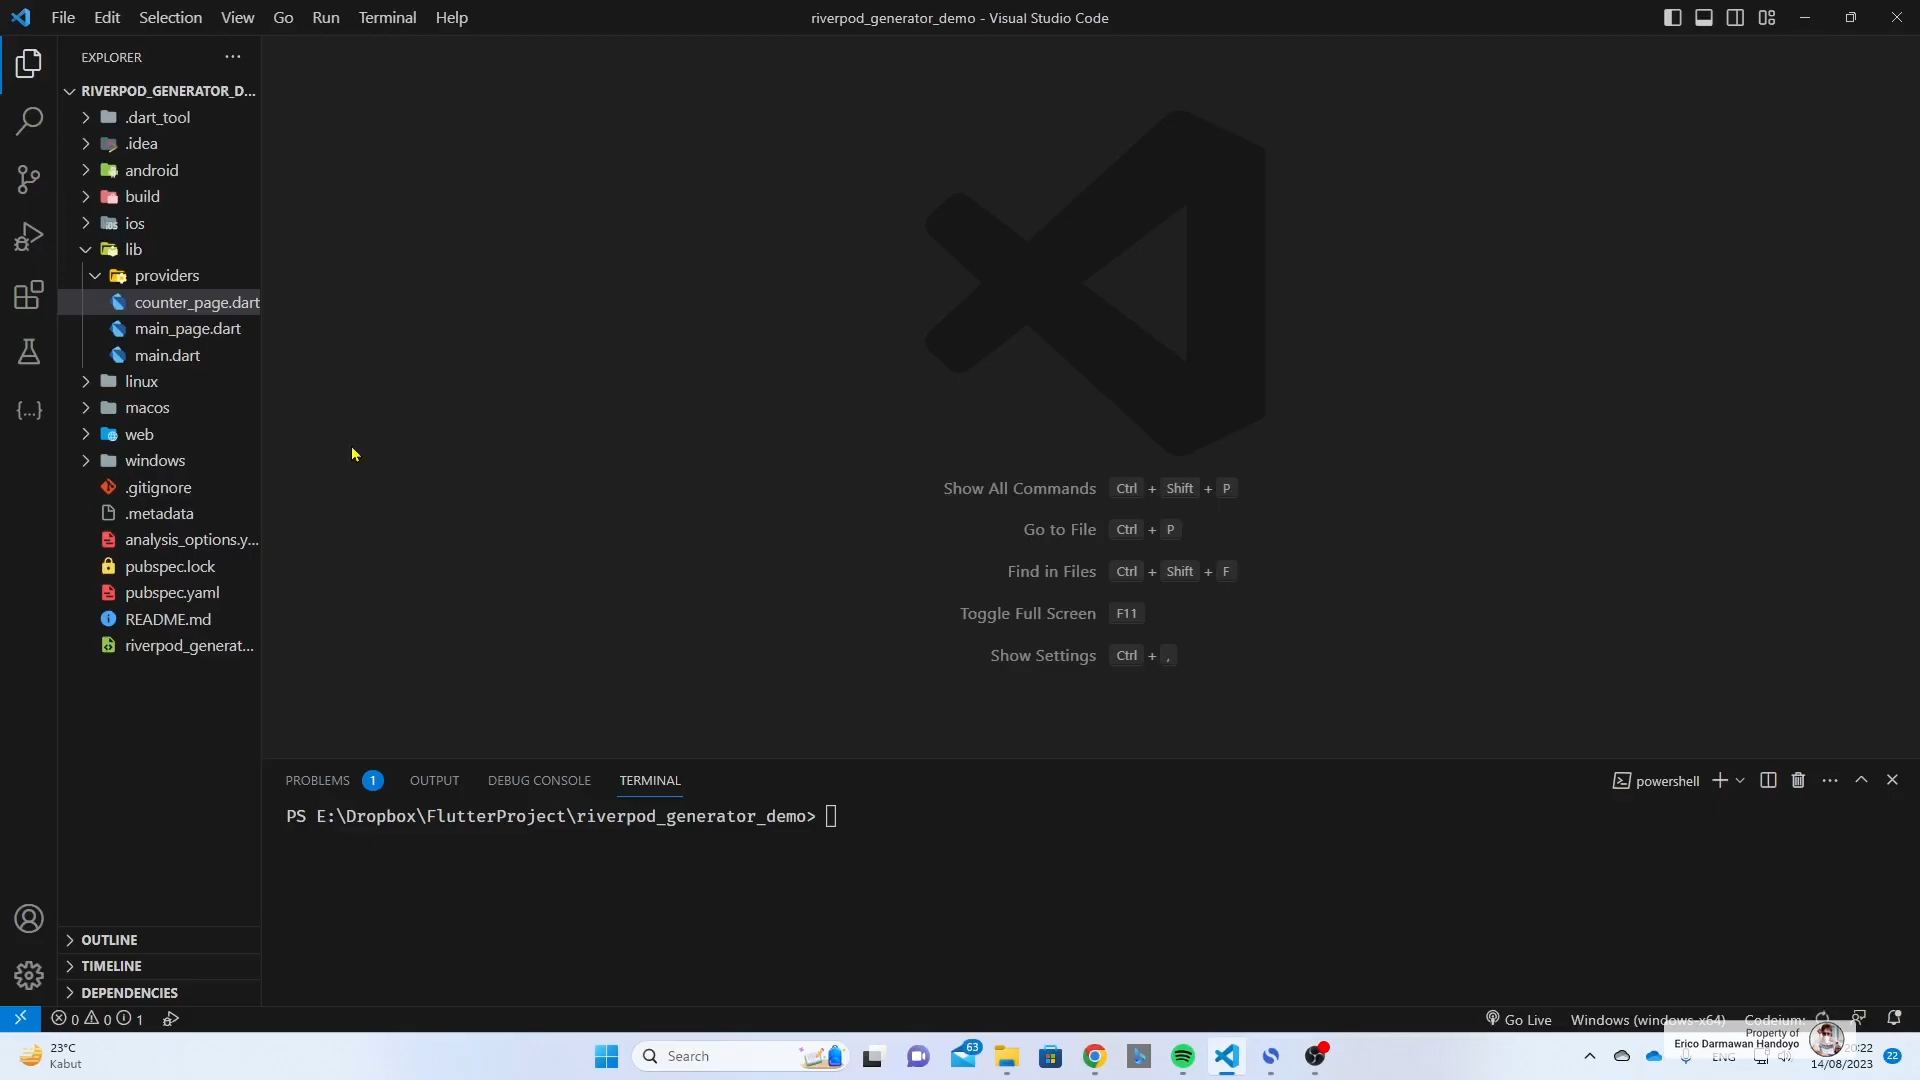 File Edit Selection View Go Run Terminal Help
riverpod_generator_demo - Visual Studio Code
EXPLORER
RIVERPOD_GENERATOR_D...
.dart_tool
.idea
android
build
ios
lib
providers
counter_page.dart
main_page.dart
main.dart
linux
macos
web
windows
.gitignore
.metadata
analysis_options.y...
pubspec.lock
pubspec.yaml
README.md
riverpod_generat...
OUTLINE
TIMELINE
DEPENDENCIES
Show All Commands Ctrl + Shift + P
Go to File Ctrl + P
Find in Files Ctrl + Shift + F
Toggle Full Screen F11
Show Settings Ctrl + ,
PROBLEMS 1 OUTPUT DEBUG CONSOLE TERMINAL
powershell
PS E:\Dropbox\FlutterProject\riverpod_generator_demo>
0 0 1
Go Live Windows (windows-x64) Codeium:
Property of
Erico Darmawan Handoyo
23°C
Kabut
Search
63
ENG
20:22
14/08/2023
22